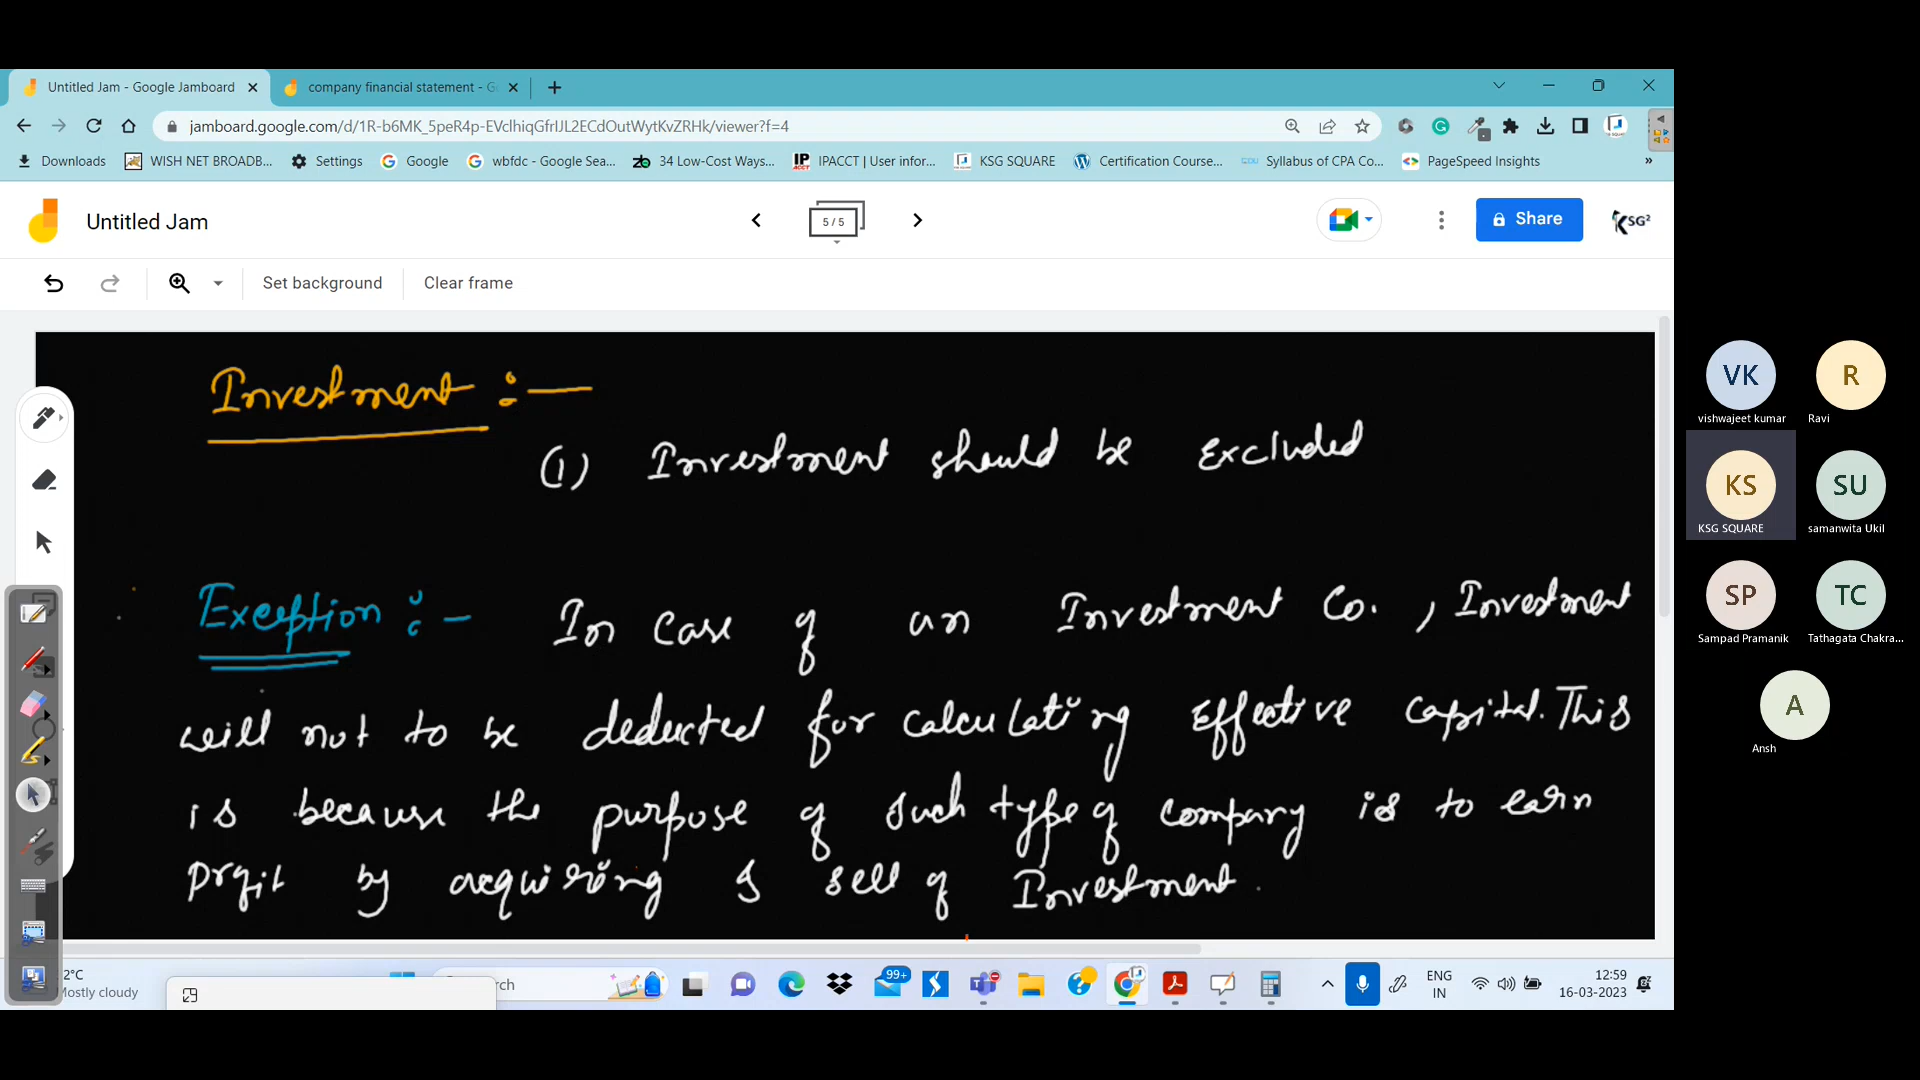 Untitled Jam - Google Jamboard
company financial statement - G
jamboard.google.com/d/1R-b6MK_5peR4p-EVclhiqGfrIJL2ECdOutWytKvZRHk/viewer?f=4
Downloads WISH NET BROADB... Settings Google wbfdc - Google Sea... 34 Low-Cost Ways... IPACCT | User infor... KSG SQUARE Certification Course... Syllabus of CPA Co... PageSpeed Insights »
Untitled Jam
5 / 5
Share
KSG²
Set background
Clear frame
Investment :—
(1) Investment should be Excluded
Exception :- In case of an Investment Co., Investment
will not to be deducted for calculating Effective capital. This
is because the purpose of such type of company is to earn
profit by acquiring & sell of Investment.
VK
vishwajeet kumar
R
Ravi
KS
KSG SQUARE
SU
samanwita Ukil
SP
Sampad Pramanik
TC
Tathagata Chakra...
A
Ansh
2°C
Mostly cloudy
rch
99+
ENG
IN
12:59
16-03-2023